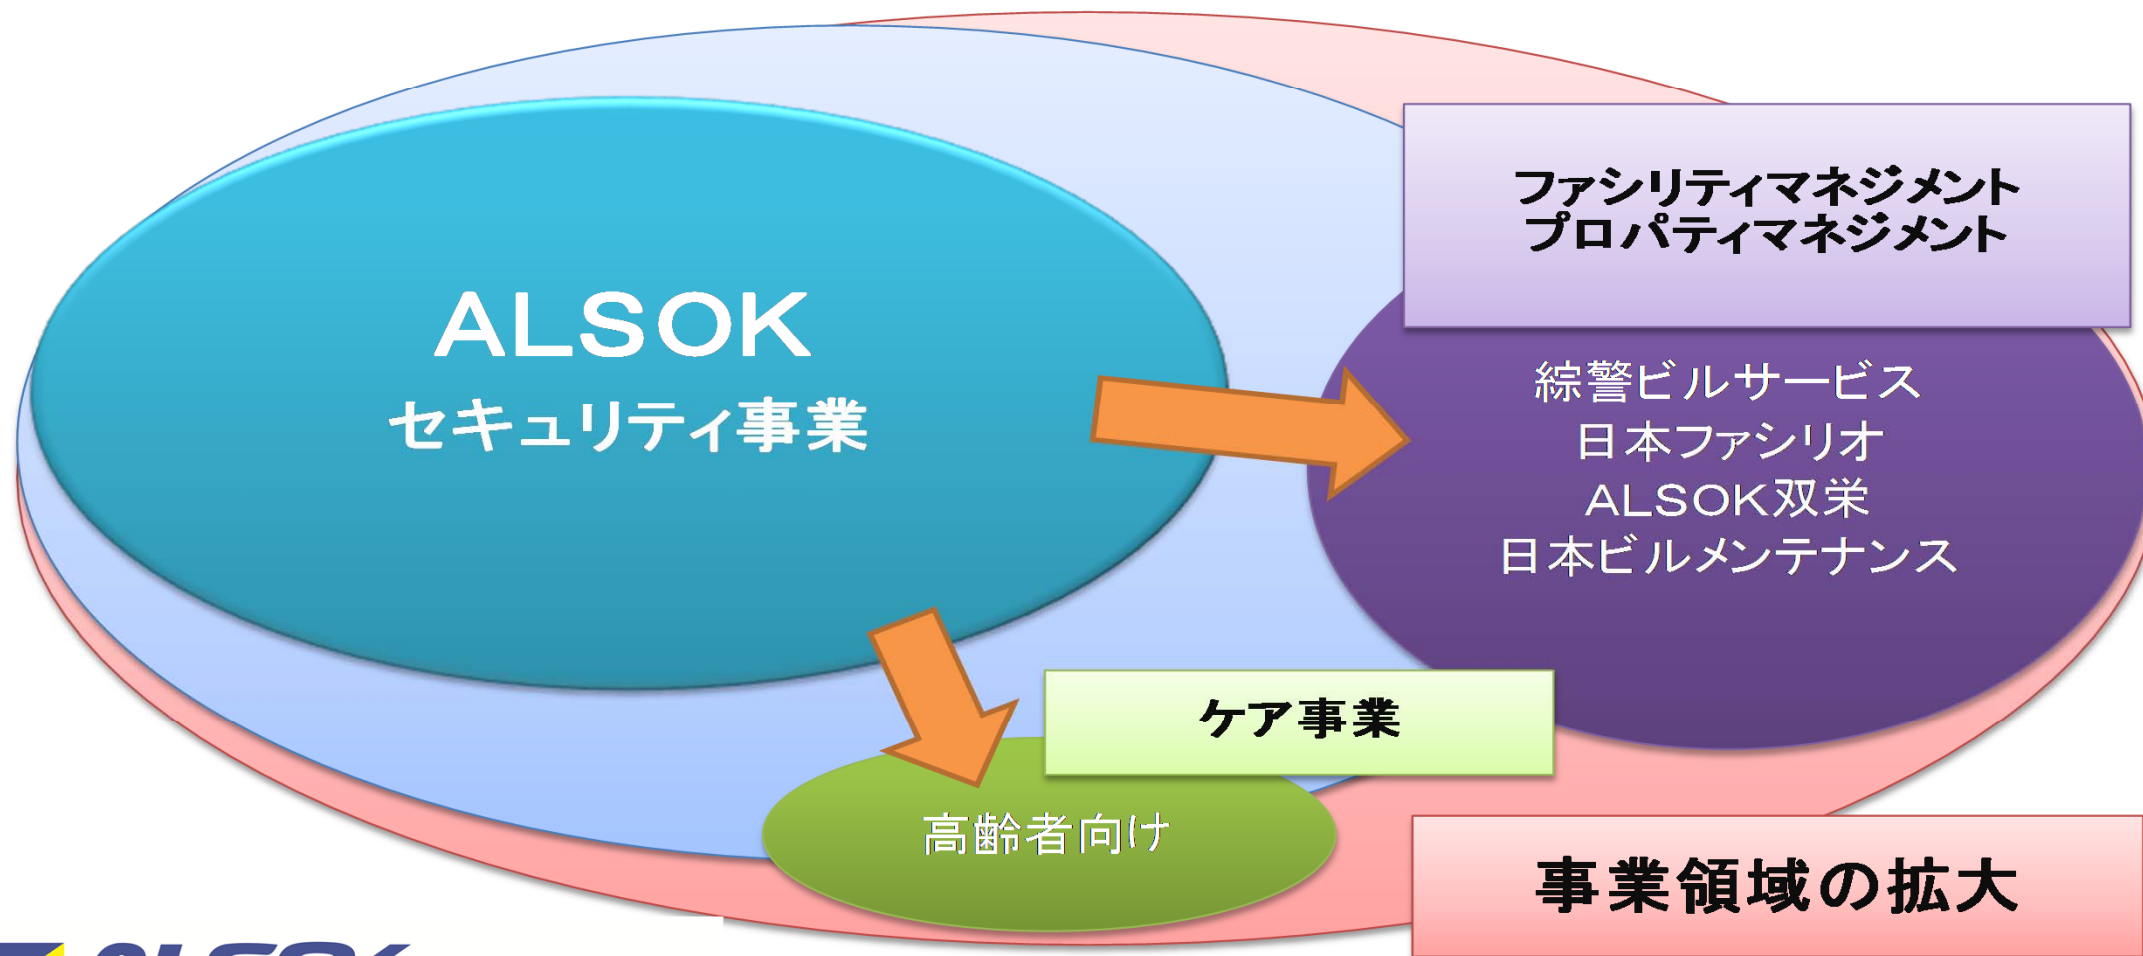 ファシリティマネジメント
プロパティマネジメント
ALSOK
セキュリティ事業
綜警ビルサービス
日本ファシリオ
ALSOK双栄
日本ビルメンテナンス
ケア事業
高齢者向け
事業領域の拡大
ALSOK